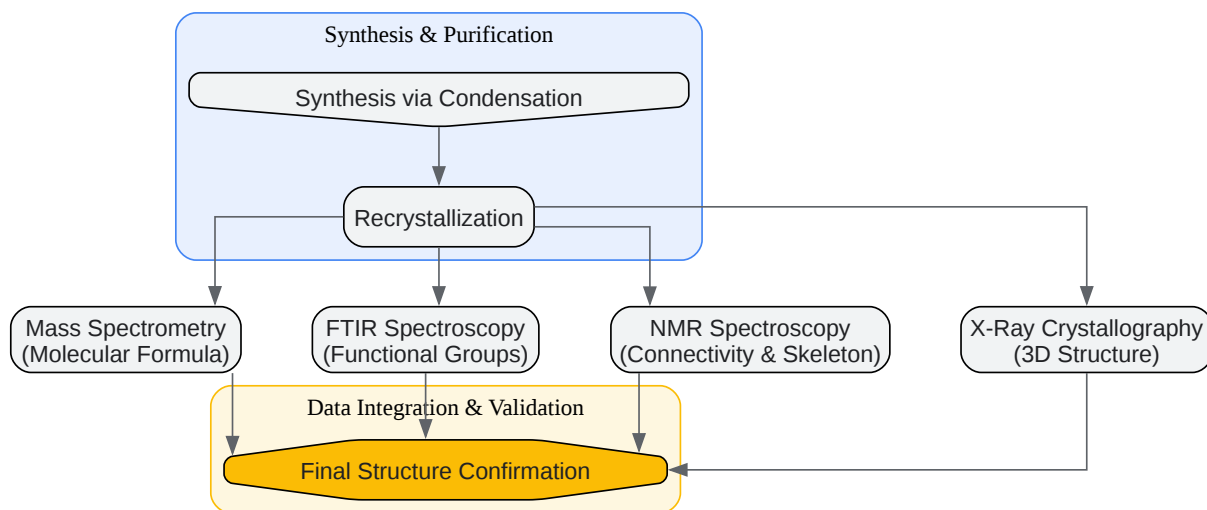 Synthesis & Purification
Synthesis via Condensation
Recrystallization
Mass Spectrometry
(Molecular Formula)
FTIR Spectroscopy
(Functional Groups)
NMR Spectroscopy
(Connectivity & Skeleton)
X-Ray Crystallography
(3D Structure)
Data Integration & Validation
Final Structure Confirmation